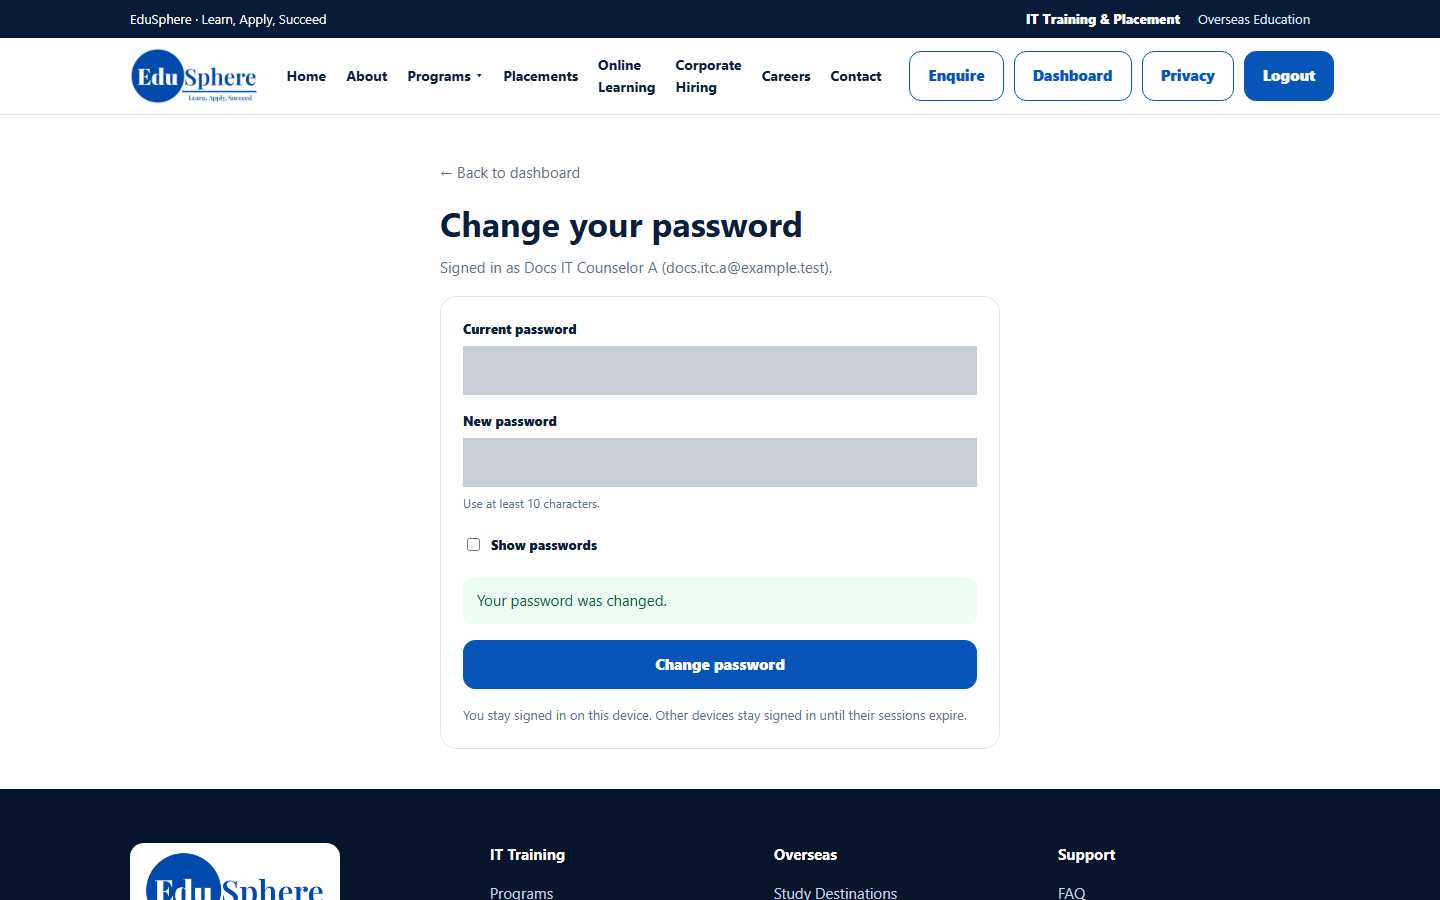 EduSphere · Learn, Apply, Succeed
IT Training & Placement
Overseas Education
EduSphere
Learn, Apply, Succeed
Home
About
Programs
Placements
Online Learning
Corporate Hiring
Careers
Contact
Enquire
Dashboard
Privacy
Logout
← Back to dashboard
Change your password
Signed in as Docs IT Counselor A (docs.itc.a@example.test).
Current password
New password
Use at least 10 characters.
Show passwords
Your password was changed.
Change password
You stay signed in on this device. Other devices stay signed in until their sessions expire.
EduSphere
IT Training
Overseas
Support
Programs
Study Destinations
FAQ